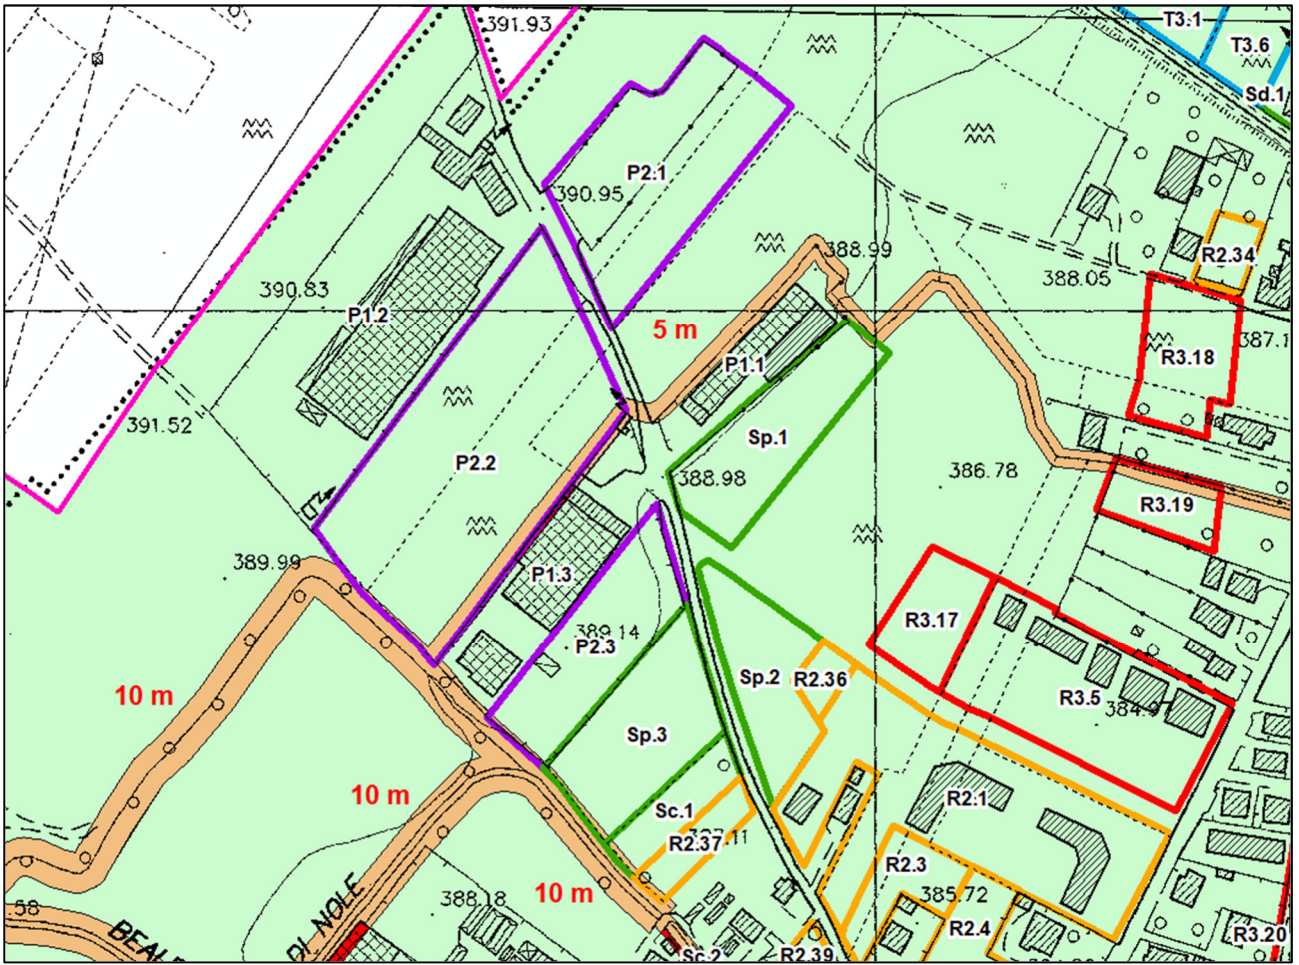 391.93
T3.1
T3.6
Sd.1
P2.1
390.95
388.99
R2.34
388.05
390.83
P1.2
5 m
387.1
R3.18
P1.1
391.52
Sp.1
P2.2
388.98
386.78
R3.19
389.99
P1.3
389.14
P2.3
R3.17
Sp.2
R2.36
R3.5
10 m
Sp.3
10 m
R2.1
Sc.1
R2.37
R2.3
10 m
388.18
385.72
.58
DI NOLE
R2.4
R3.20
Sc.2
R2.39